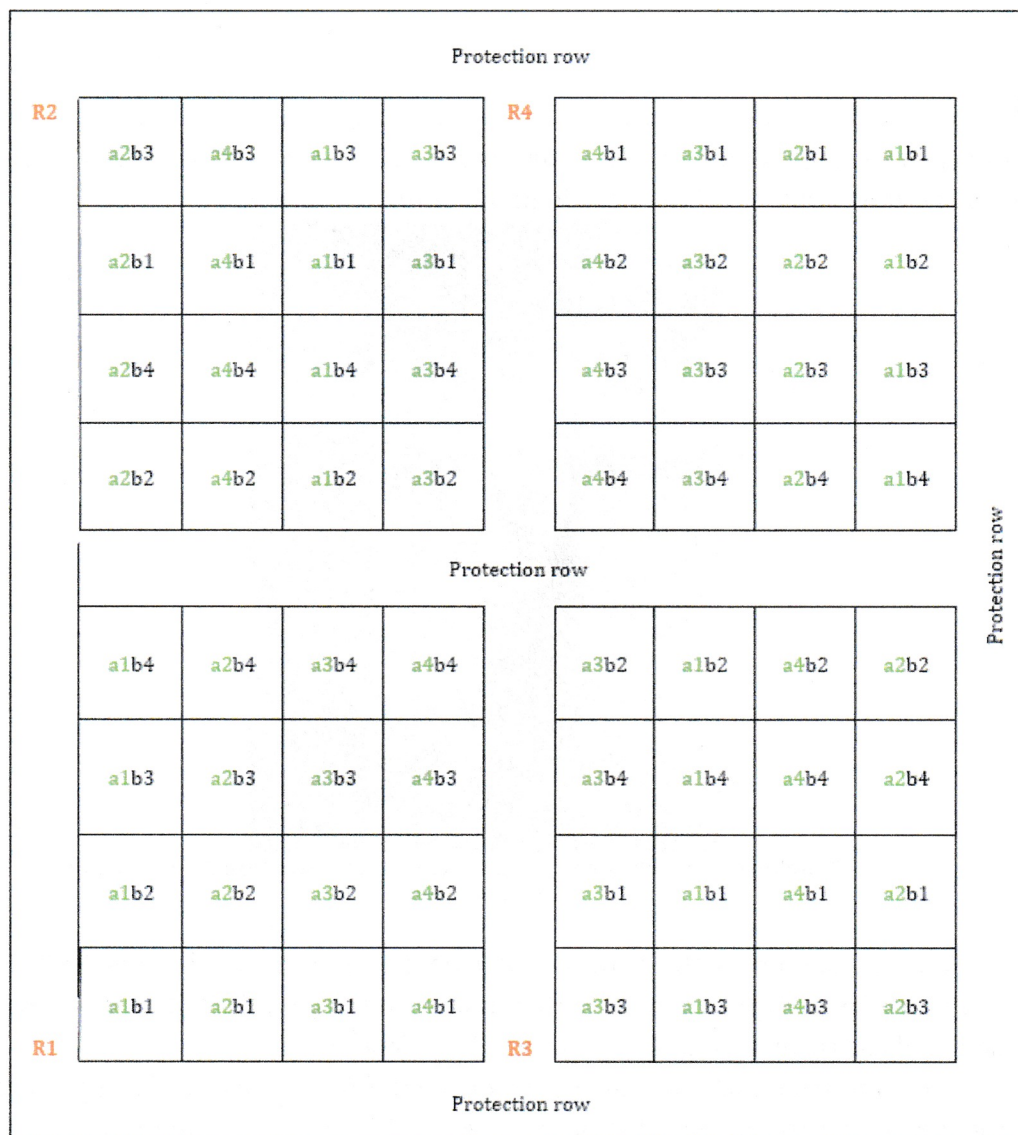 Protection row
R2 R4
a2b3 a4b3 a1b3 a3b3 a4b1 a3b1 a2b1 a1b1
a2b1 a4b1 a1b1 a3b1 a4b2 a3b2 a2b2 a1b2
a2b4 a4b4 a1b4 a3b4 a4b3 a3b3 a2b3 a1b3
a2b2 a4b2 a1b2 a3b2 a4b4 a3b4 a2b4 a1b4
Protection row
Protection row
a1b4 a2b4 a3b4 a4b4 a3b2 a1b2 a4b2 a2b2
a1b3 a2b3 a3b3 a4b3 a3b4 a1b4 a4b4 a2b4
a1b2 a2b2 a3b2 a4b2 a3b1 a1b1 a4b1 a2b1
a1b1 a2b1 a3b1 a4b1 a3b3 a1b3 a4b3 a2b3
R1 R3
Protection row